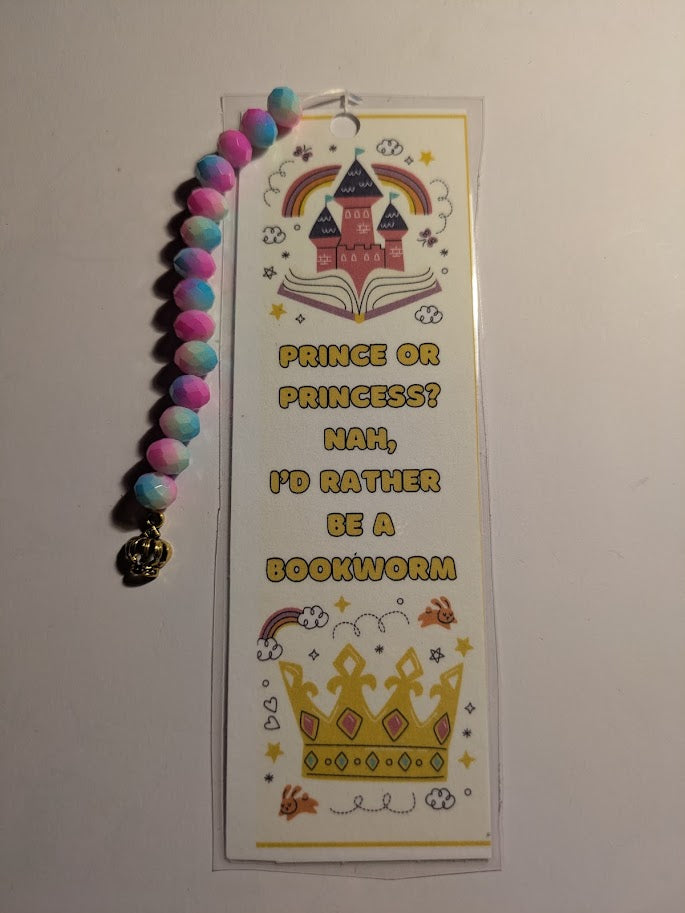 PRINCE OR
PRINCESS?
NAH,
I'D RATHER
BE A
BOOKWORM